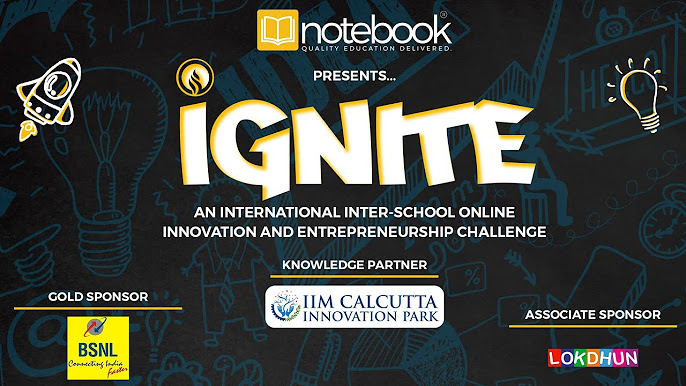 notebook®
QUALITY EDUCATION DELIVERED.
PRESENTS...
IGNITE
AN INTERNATIONAL INTER-SCHOOL ONLINE
INNOVATION AND ENTREPRENEURSHIP CHALLENGE
KNOWLEDGE PARTNER
IIM CALCUTTA
INNOVATION PARK
GOLD SPONSOR
BSNL
Connecting India
Faster
ASSOCIATE SPONSOR
LOKDHUN